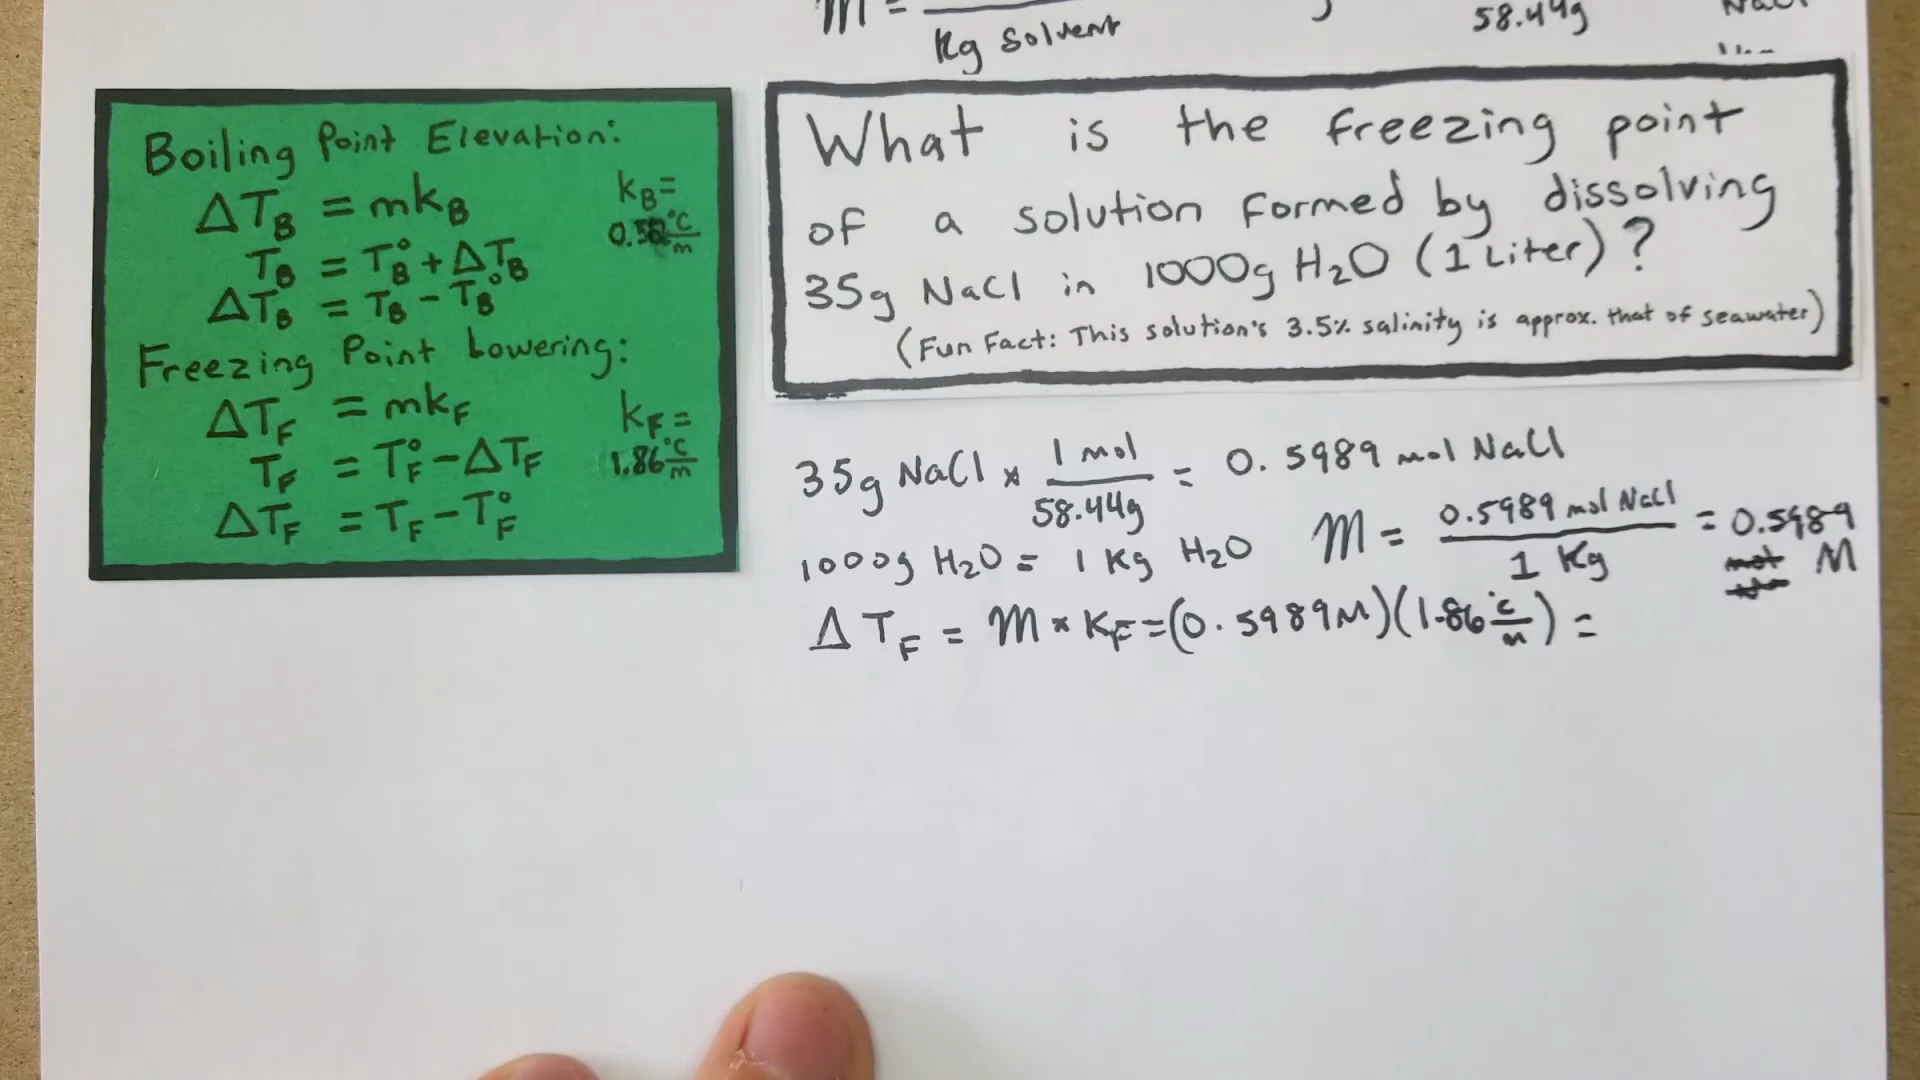 m =
Kg Solvent
58.44g
NaCl
Boiling Point Elevation:
ΔT_B = mk_B
k_B =
°C/m
T_B = T°_B + ΔT_B
ΔT_B = T_B - T_B°
Freezing Point Lowering:
ΔT_F = mk_F
k_F =
1.86 °C/m
T_F = T°_F - ΔT_F
ΔT_F = T_F - T°_F
What is the freezing point
of a solution formed by dissolving
35g NaCl in 1000g H₂O (1 Liter)?
(Fun Fact: This solution's 3.5% salinity is approx. that of seawater)
35g NaCl × 1 mol/58.44g = 0.5989 mol NaCl
1000g H₂O = 1 Kg H₂O
m = 0.5989 mol NaCl/1 Kg = 0.5989 M
ΔT_F = m × K_F = (0.5989M)(1.86 °C/m) =